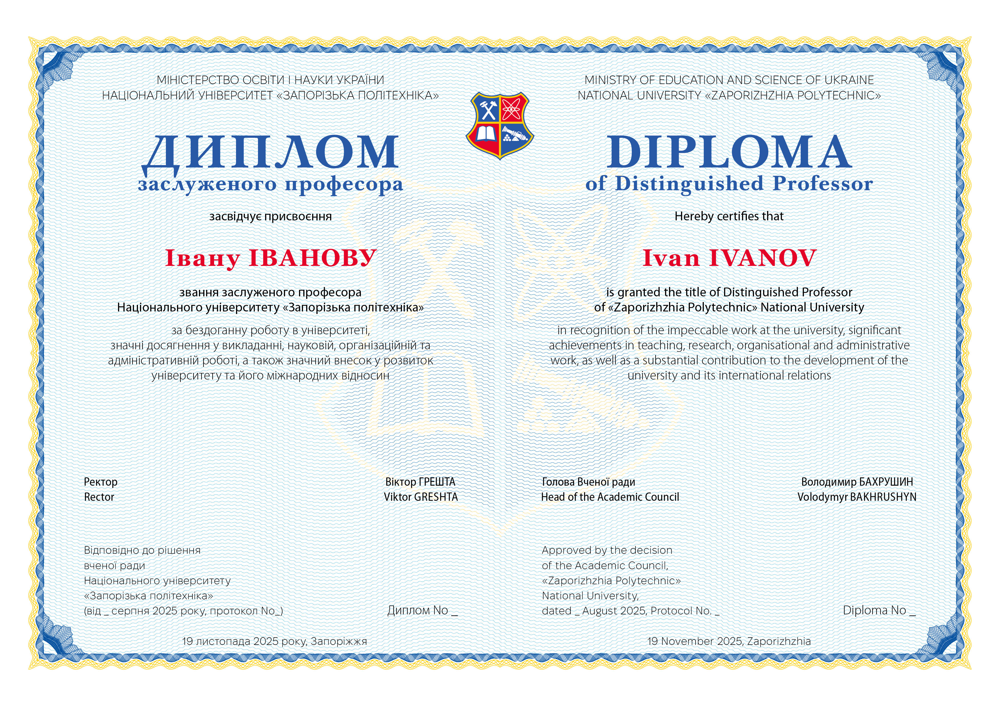 МІНІСТЕРСТВО ОСВІТИ І НАУКИ УКРАЇНИ
НАЦІОНАЛЬНИЙ УНІВЕРСИТЕТ «ЗАПОРІЗЬКА ПОЛІТЕХНІКА»
ДИПЛОМ
заслуженого професора
засвідчує присвоєння
Івану ІВАНОВУ
звання заслуженого професора
Національного університету «Запорізька політехніка»
за бездоганну роботу в університеті,
значні досягнення у викладанні, науковій, організаційній та
адміністративній роботі, а також значний внесок у розвиток
університету та його міжнародних відносин
Ректор
Rector
Віктор ГРЕШТА
Viktor GRESHTA
Відповідно до рішення
вченої ради
Національного університету
«Запорізька політехніка»
(від _ серпня 2025 року, протокол No_)
Диплом No _
19 листопада 2025 року, Запоріжжя
MINISTRY OF EDUCATION AND SCIENCE OF UKRAINE
NATIONAL UNIVERSITY «ZAPORIZHZHIA POLYTECHNIC»
DIPLOMA
of Distinguished Professor
Hereby certifies that
Ivan IVANOV
is granted the title of Distinguished Professor
of «Zaporizhzhia Polytechnic» National University
in recognition of the impeccable work at the university, significant
achievements in teaching, research, organisational and administrative
work, as well as a substantial contribution to the development of the
university and its international relations
Голова Вченої ради
Head of the Academic Council
Володимир БАХРУШИН
Volodymyr BAKHRUSHYN
Approved by the decision
of the Academic Council,
«Zaporizhzhia Polytechnic»
National University,
dated _ August 2025, Protocol No. _
Diploma No _
19 November 2025, Zaporizhzhia